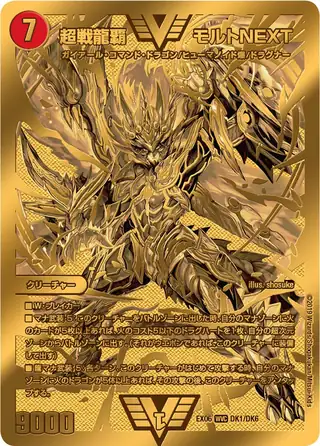 7
超戦龍覇 モルトNEXT
ガイアール・コマンド・ドラゴン/ヒューマノイド爆/ドラグナー
クリーチャー
illus. shosuke
■W・ブレイカー
■マナ武装 5:このクリーチャーをバトルゾーンに出した時、自分のマナゾーンに火
のカードが5枚以上あれば、火のコスト5以下のドラグハートを1枚、自分の超次元
ゾーンからバトルゾーンに出す。(それがウエポンであれば、このクリーチャーに装備して出す)
■龍マナ武装 5:各ターン、このクリーチャーがはじめて攻撃する時、自分のマ
ナゾーンに火のドラゴンが5体以上あれば、その攻撃の後、このクリーチャーをアン
タップする。
9000
EX06 WVC DK1/DK6